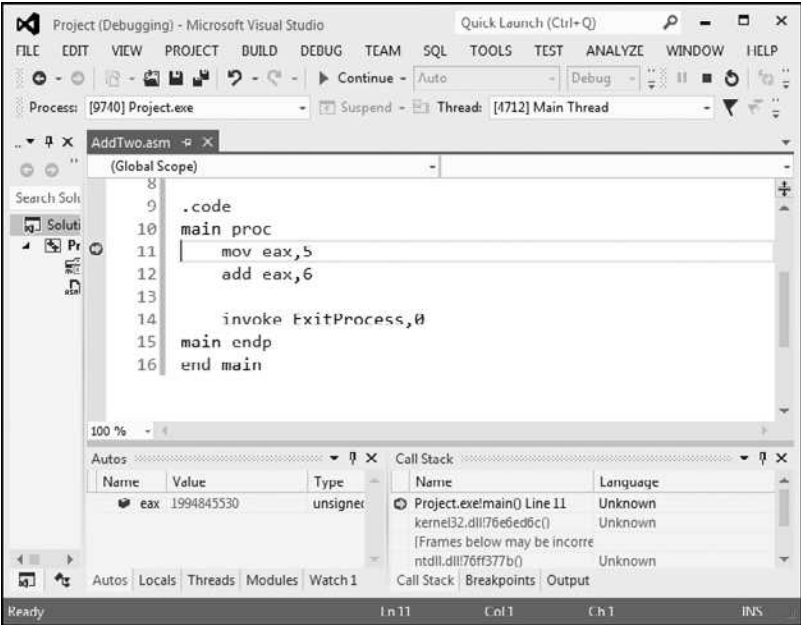 Project (Debugging) - Microsoft Visual Studio
Quick Launch (Ctrl+Q)
FILE EDIT VIEW PROJECT BUILD DEBUG TEAM SQL TOOLS TEST ANALYZE WINDOW HELP
Continue Auto Debug
Process: [9740] Project.exe Suspend Thread: [4712] Main Thread
AddTwo.asm
(Global Scope)
Search Solu
Soluti
Pr
8
9 .code
10 main proc
11 mov eax,5
12 add eax,6
13
14 invoke ExitProcess,0
15 main endp
16 end main
100 %
Autos
Name Value Type
eax 1994845530 unsigned
Call Stack
Name Language
Project.exe!main() Line 11 Unknown
kernel32.dll!76e6ed6c() Unknown
[Frames below may be incorre
ntdll.dll!76ff377b() Unknown
Autos Locals Threads Modules Watch 1
Call Stack Breakpoints Output
Ready Ln 11 Col 1 Ch 1 INS